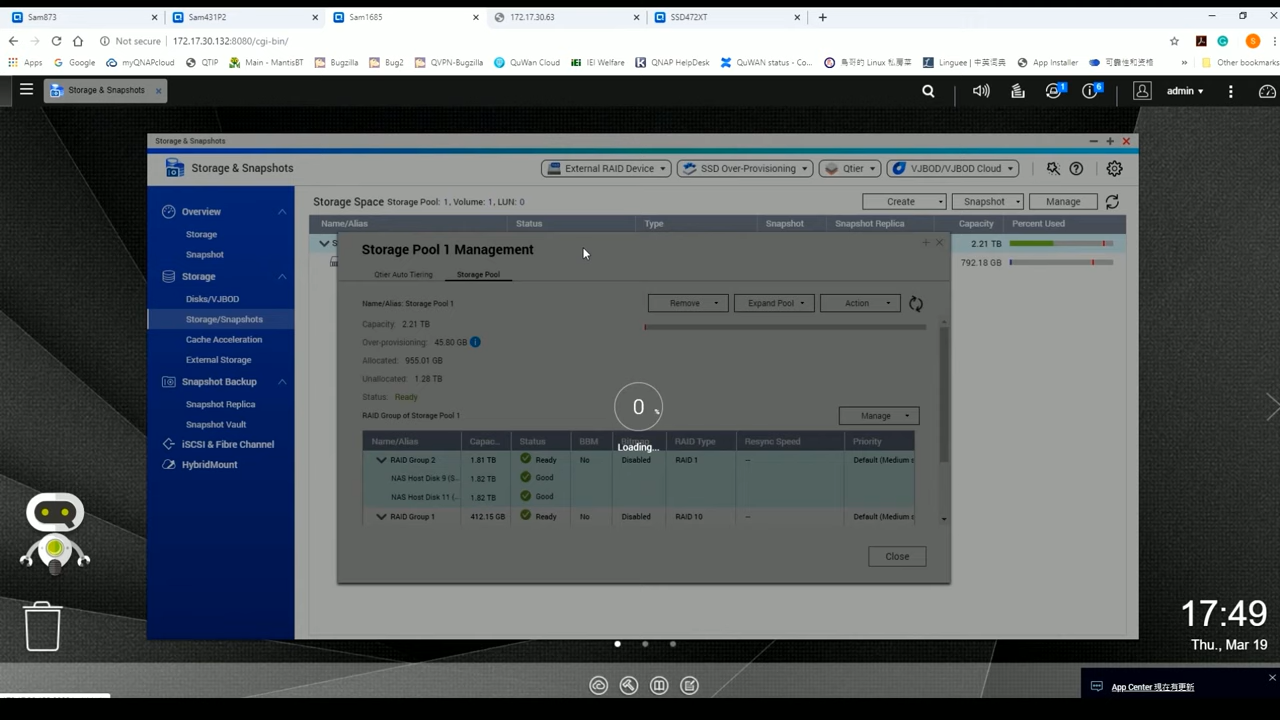 Sam873
Sam431P2
Sam1685
172.17.30.63
SSD472XT
Not secure
172.17.30.132:8080/cgi-bin/
S
Apps
Google
myQNAPcloud
QTIP
Main - MantisBT
Bugzilla
Bug2
QVPN-Bugzilla
QuWan Cloud
IEI Welfare
QNAP HelpDesk
QuWAN status - Co...
鳥哥的 Linux 私房菜
Linguee | 中英词典
App Installer
可靠性和資格
Other bookmarks
Storage & Snapshots
1
6
admin
Storage & Snapshots
Storage & Snapshots
External RAID Device
SSD Over-Provisioning
Qtier
VJBOD/VJBOD Cloud
Overview
Storage
Snapshot
Storage
Disks/VJBOD
Storage/Snapshots
Cache Acceleration
External Storage
Snapshot Backup
Snapshot Replica
Snapshot Vault
iSCSI & Fibre Channel
HybridMount
Storage Space Storage Pool: 1, Volume: 1, LUN: 0
Create
Snapshot
Manage
Name/Alias Status Type Snapshot Snapshot Replica Capacity Percent Used
2.21 TB
792.18 GB
Storage Pool 1 Management
Qtier Auto Tiering
Storage Pool
Name/Alias: Storage Pool 1
Remove
Expand Pool
Action
Capacity: 2.21 TB
Over-provisioning: 45.80 GB
Allocated: 955.01 GB
Unallocated: 1.28 TB
Status: Ready
RAID Group of Storage Pool 1
Manage
0 %
Loading...
Name/Alias Capac... Status BBM Bitmap RAID Type Resync Speed Priority
RAID Group 2 1.81 TB Ready No Disabled RAID 1 -- Default (Medium s
NAS Host Disk 9 (S... 1.82 TB Good
NAS Host Disk 11 (... 1.82 TB Good
RAID Group 1 412.15 GB Ready No Disabled RAID 10 -- Default (Medium s
Close
17:49
Thu., Mar 19
App Center 現在有更新